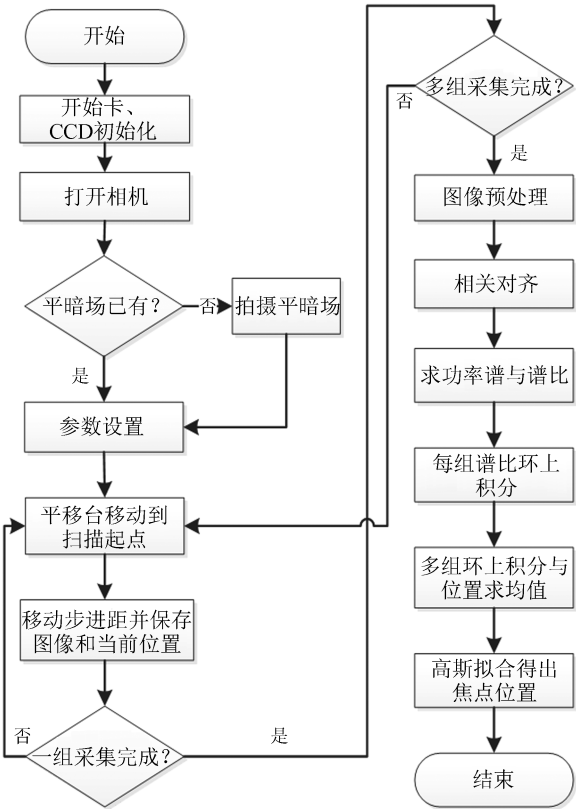 开始
开始卡、
CCD初始化
打开相机
平暗场已有?
否
拍摄平暗场
是
参数设置
平移台移动到
扫描起点
移动步进距并保存
图像和当前位置
一组采集完成?
否
是
多组采集完成?
否
是
图像预处理
相关对齐
求功率谱与谱比
每组谱比环上
积分
多组环上积分与
位置求均值
高斯拟合得出
焦点位置
结束